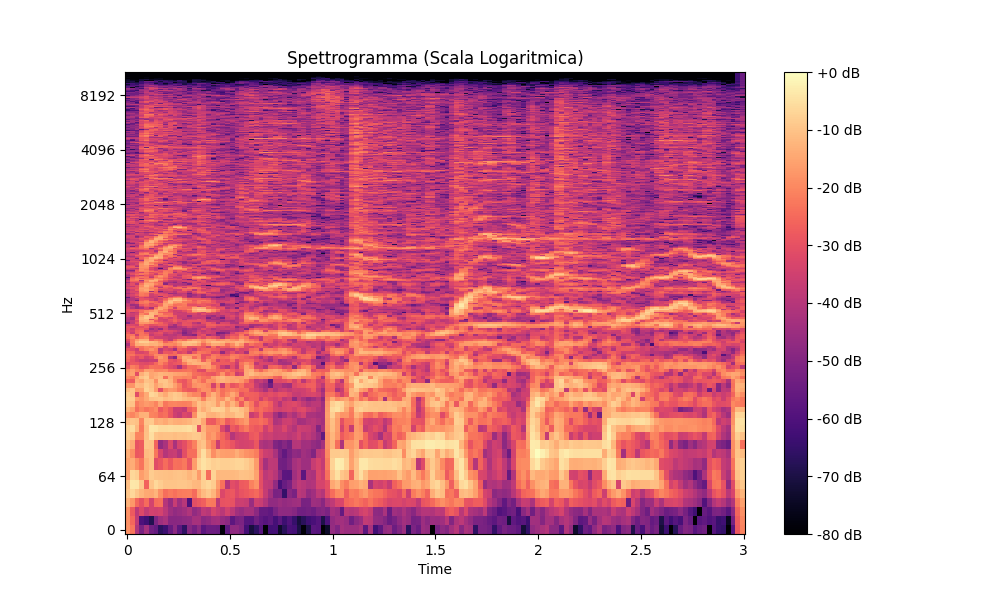 Spettrogramma (Scala Logaritmica)
8192
4096
2048
1024
512
256
128
64
0
Hz
0
0.5
1
1.5
2
2.5
3
Time
+0 dB
-10 dB
-20 dB
-30 dB
-40 dB
-50 dB
-60 dB
-70 dB
-80 dB